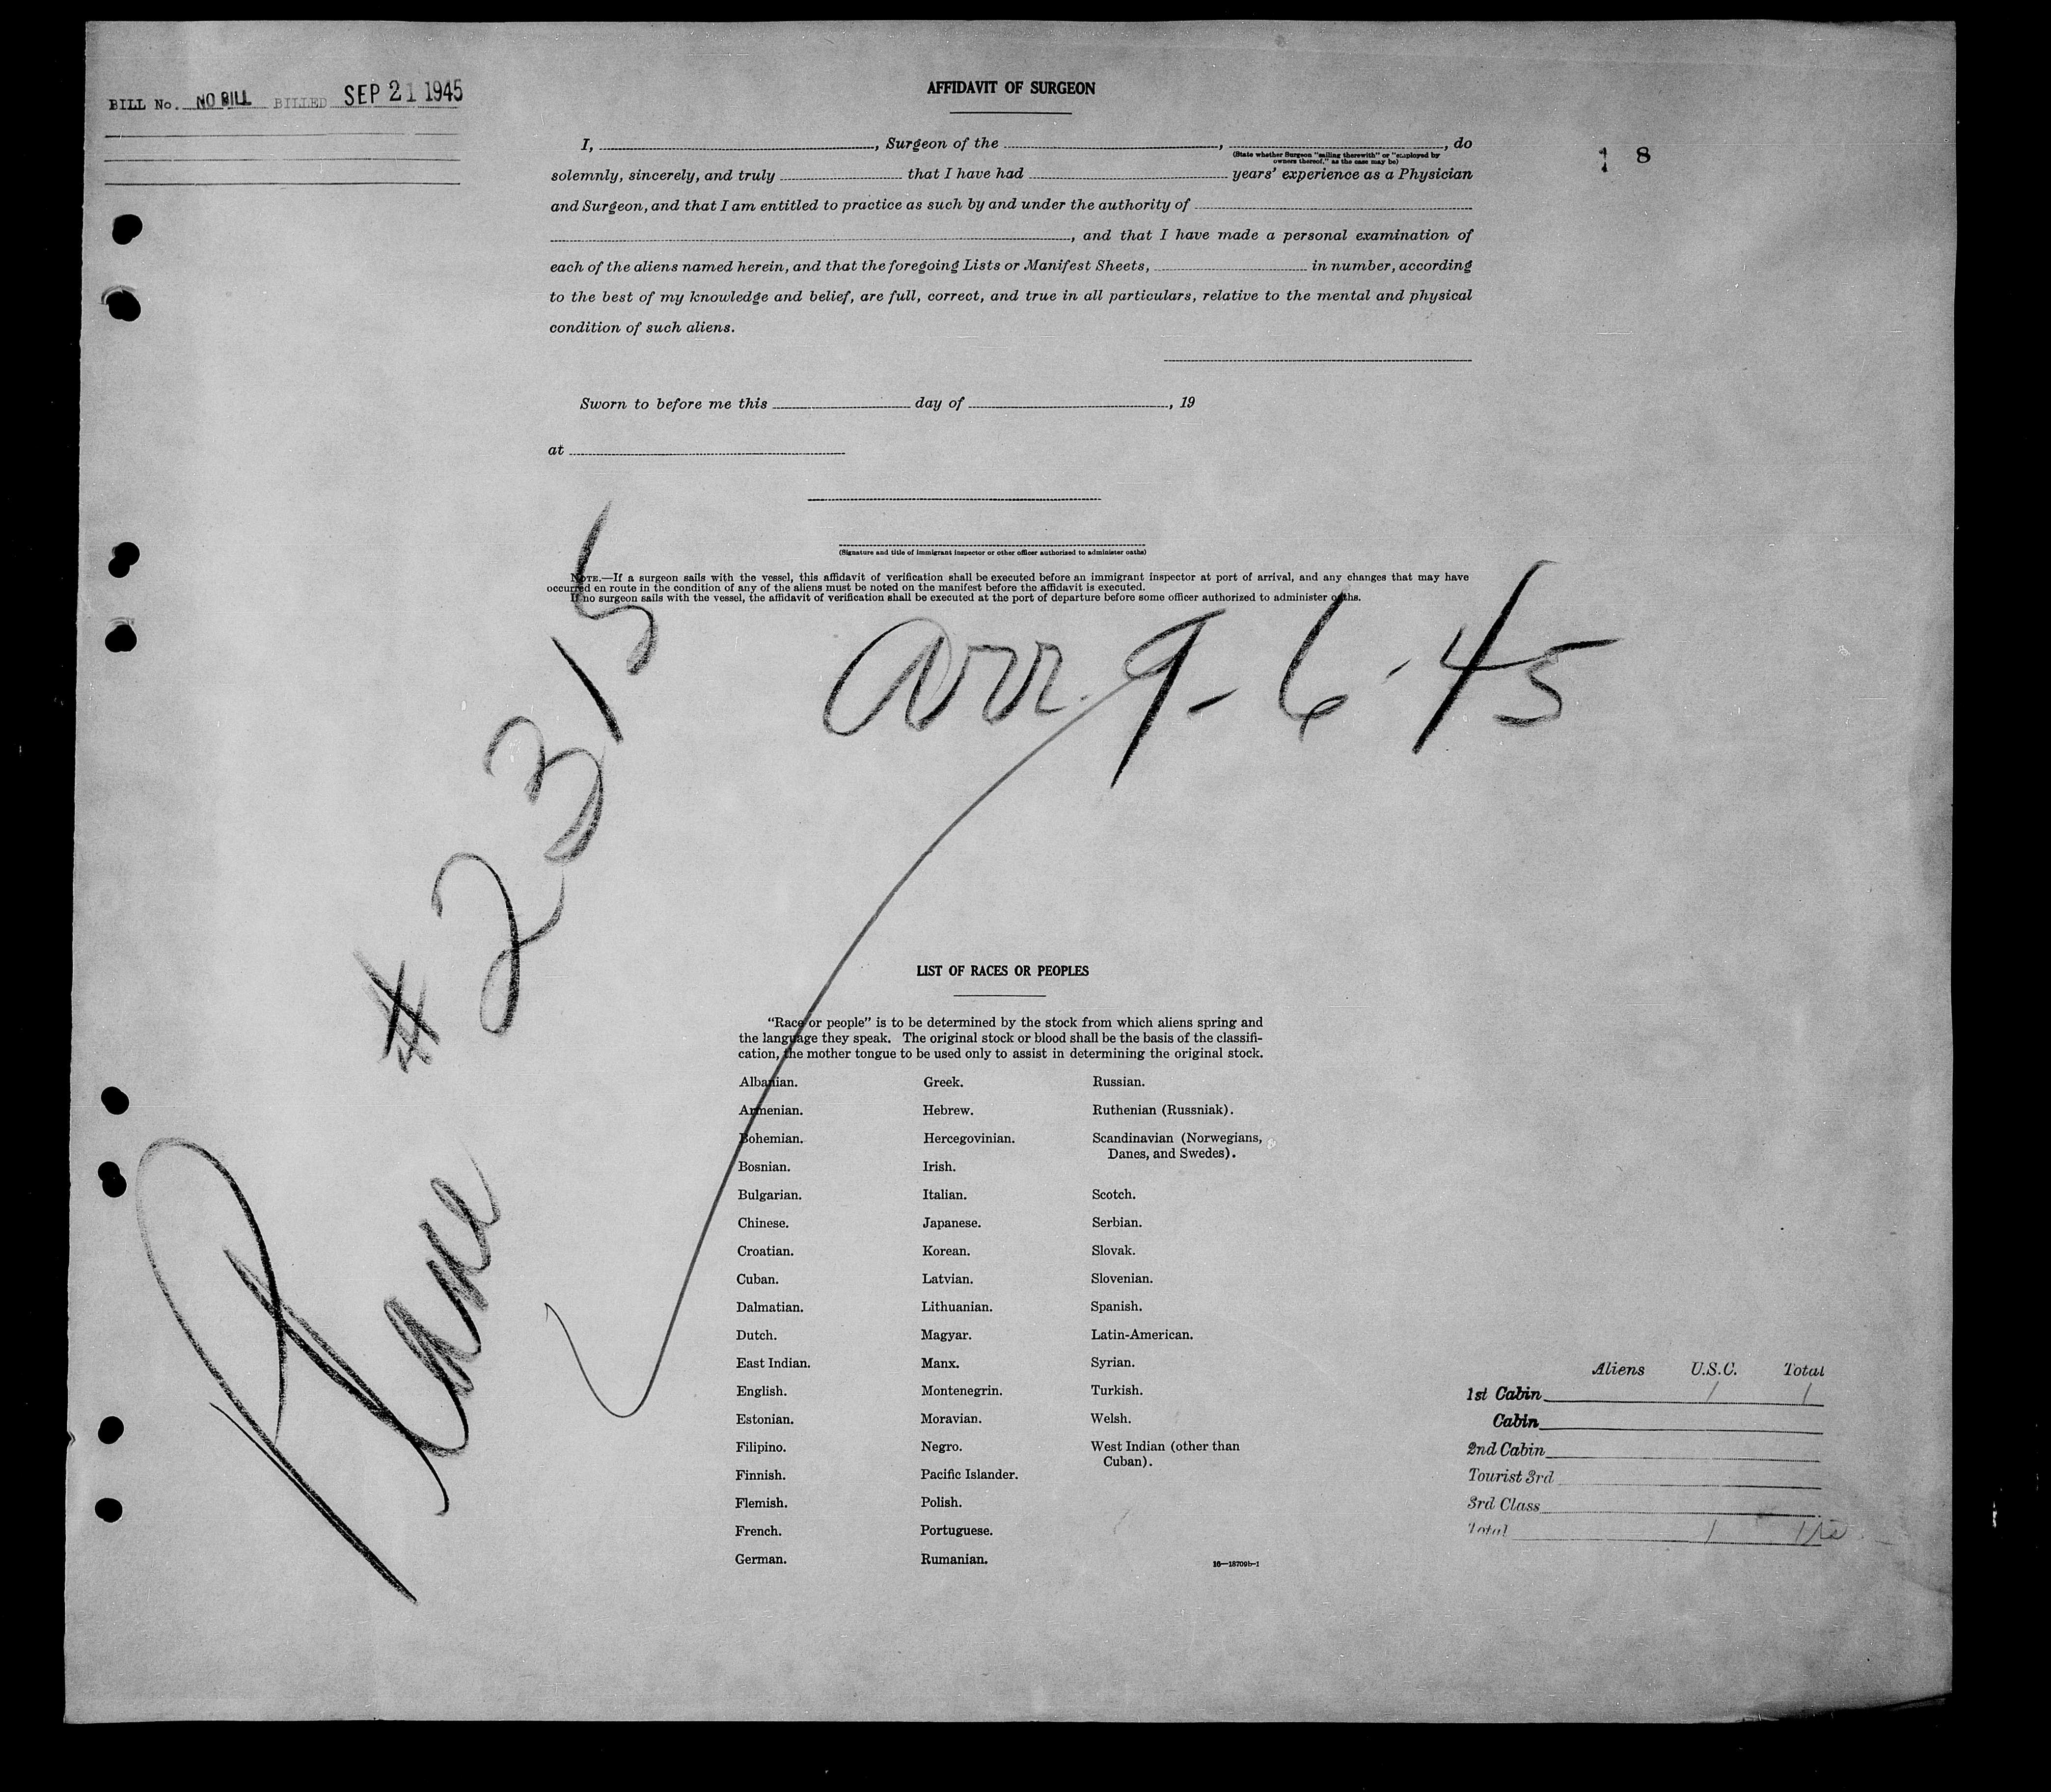 BILL No. NO BILL BILLED SEP 21 1945
AFFIDAVIT OF SURGEON
1 8
I, , Surgeon of the , , do
(State whether Surgeon "sailing therewith" or "employed by
owners thereof," as the case may be)
solemnly, sincerely, and truly that I have had years' experience as a Physician
and Surgeon, and that I am entitled to practice as such by and under the authority of
, and that I have made a personal examination of
each of the aliens named herein, and that the foregoing Lists or Manifest Sheets, in number, according
to the best of my knowledge and belief, are full, correct, and true in all particulars, relative to the mental and physical
condition of such aliens.
Sworn to before me this day of , 19
at
(Signature and title of immigrant inspector or other officer authorized to administer oaths)
NOTE.—If a surgeon sails with the vessel, this affidavit of verification shall be executed before an immigrant inspector at port of arrival, and any changes that may have
occurred en route in the condition of any of the aliens must be noted on the manifest before the affidavit is executed.
If no surgeon sails with the vessel, the affidavit of verification shall be executed at the port of departure before some officer authorized to administer oaths.
arr. 9-6-45
Plane # 2315
LIST OF RACES OR PEOPLES
"Race or people" is to be determined by the stock from which aliens spring and
the language they speak. The original stock or blood shall be the basis of the classifi-
cation, the mother tongue to be used only to assist in determining the original stock.
Albanian.
Armenian.
Bohemian.
Bosnian.
Bulgarian.
Chinese.
Croatian.
Cuban.
Dalmatian.
Dutch.
East Indian.
English.
Estonian.
Filipino.
Finnish.
Flemish.
French.
German.
Greek.
Hebrew.
Hercegovinian.
Irish.
Italian.
Japanese.
Korean.
Latvian.
Lithuanian.
Magyar.
Manx.
Montenegrin.
Moravian.
Negro.
Pacific Islander.
Polish.
Portuguese.
Rumanian.
Russian.
Ruthenian (Russniak).
Scandinavian (Norwegians,
Danes, and Swedes).
Scotch.
Serbian.
Slovak.
Slovenian.
Spanish.
Latin-American.
Syrian.
Turkish.
Welsh.
West Indian (other than
Cuban).
16—18709b-1
Aliens U.S.C. Total
1st Cabin 1 1
Cabin
2nd Cabin
Tourist 3rd
3rd Class
Total 1 1